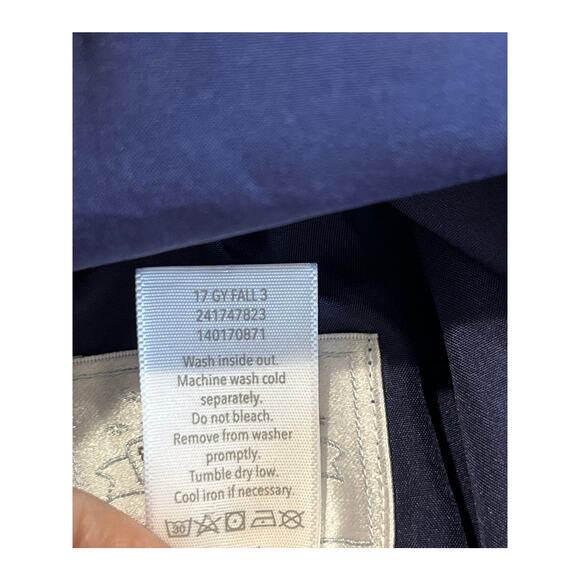 17 GY FALL 3
241747823
140170871
Wash inside out.
Machine wash cold
separately.
Do not bleach.
Remove from washer
promptly.
Tumble dry low.
Cool iron if necessary.
30